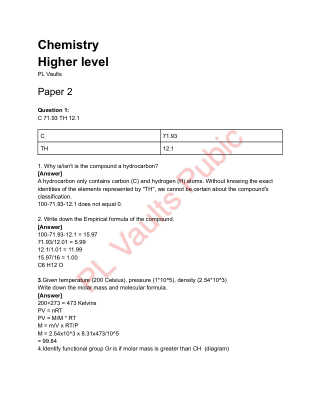 Chemistry
Higher level
PL Vaults
Paper 2
Question 1:
C 71.93 TH 12.1
C 71.93
TH 12.1
1. Why is/isn't is the compound a hydrocarbon?
[Answer]
A hydrocarbon only contains carbon (C) and hydrogen (H) atoms. Without knowing the exact
identities of the elements represented by "TH", we cannot be certain about the compound's
classification.
100-71.93-12.1 does not equal 0.
2. Write down the Empirical formula of the compound.
[Answer]
100-71.93-12.1 = 15.97
71.93/12.01 = 5.99
12.1/1.01 = 11.99
15.97/16 = 1.00
C6 H12 O
3.Given temperature (200 Celsius), pressure (1*10^5), density (2.54*10^3)
Write down the molar mass and molecular formula.
[Answer]
200+273 = 473 Kelvins
PV = nRT
PV = M/M * RT
M = m/V x RT/P
M = 2.54x10^3 x 8.31x473/10^5
= 99.84
4.Identify functional group Gr is if molar mass is greater than CH (diagram)
PL Vaults Rubic